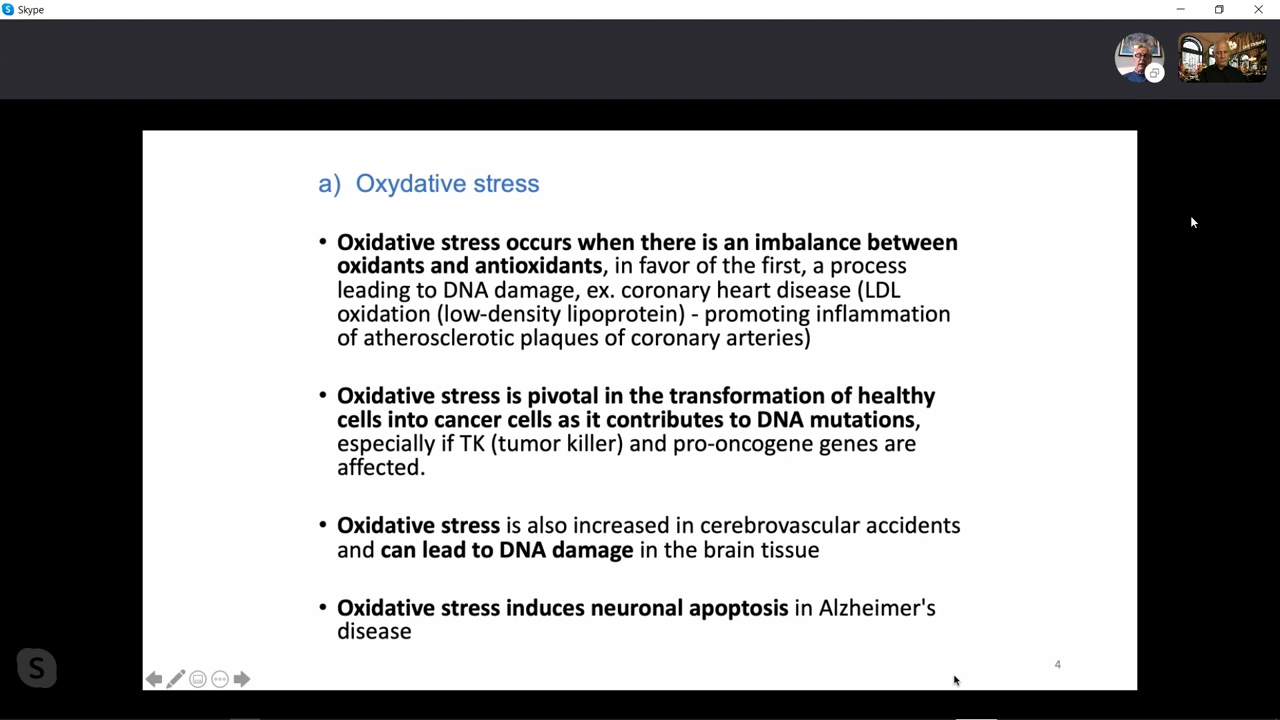 Skype
a) Oxydative stress
• Oxidative stress occurs when there is an imbalance between
oxidants and antioxidants, in favor of the first, a process
leading to DNA damage, ex. coronary heart disease (LDL
oxidation (low-density lipoprotein) - promoting inflammation
of atherosclerotic plaques of coronary arteries)
• Oxidative stress is pivotal in the transformation of healthy
cells into cancer cells as it contributes to DNA mutations,
especially if TK (tumor killer) and pro-oncogene genes are
affected.
• Oxidative stress is also increased in cerebrovascular accidents
and can lead to DNA damage in the brain tissue
• Oxidative stress induces neuronal apoptosis in Alzheimer's
disease
4
S